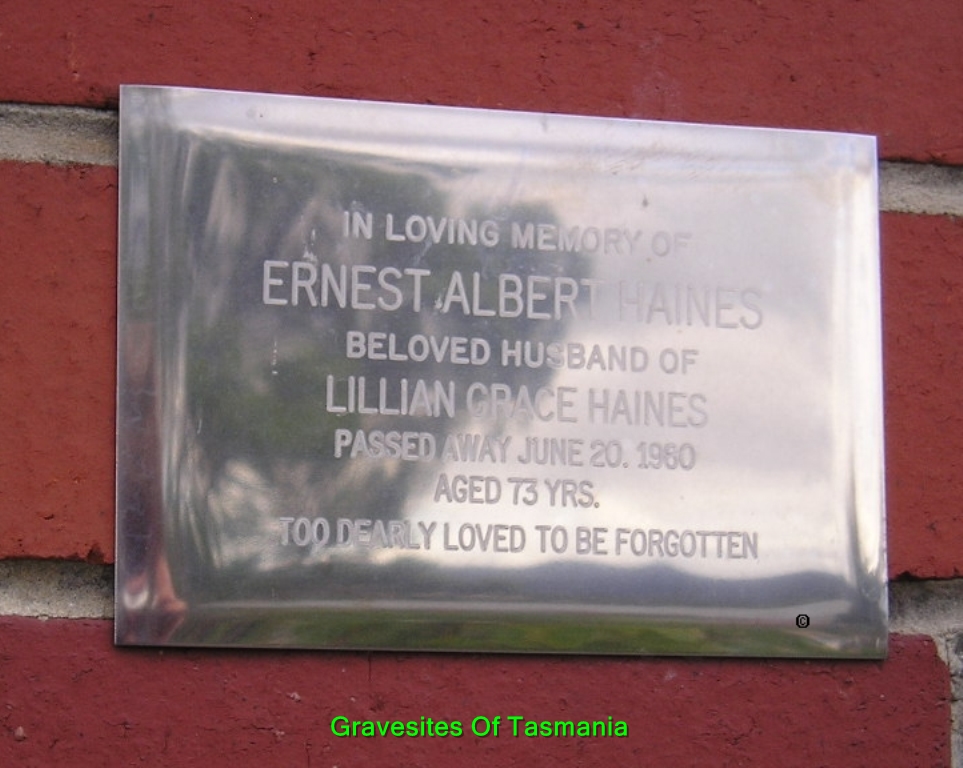 IN LOVING MEMORY OF
ERNEST ALBERT HAINES
BELOVED HUSBAND OF
LILLIAN GRACE HAINES
PASSED AWAY JUNE 20. 1960
AGED 73 YRS.
TOO DEARLY LOVED TO BE FORGOTTEN
©
Gravesites Of Tasmania